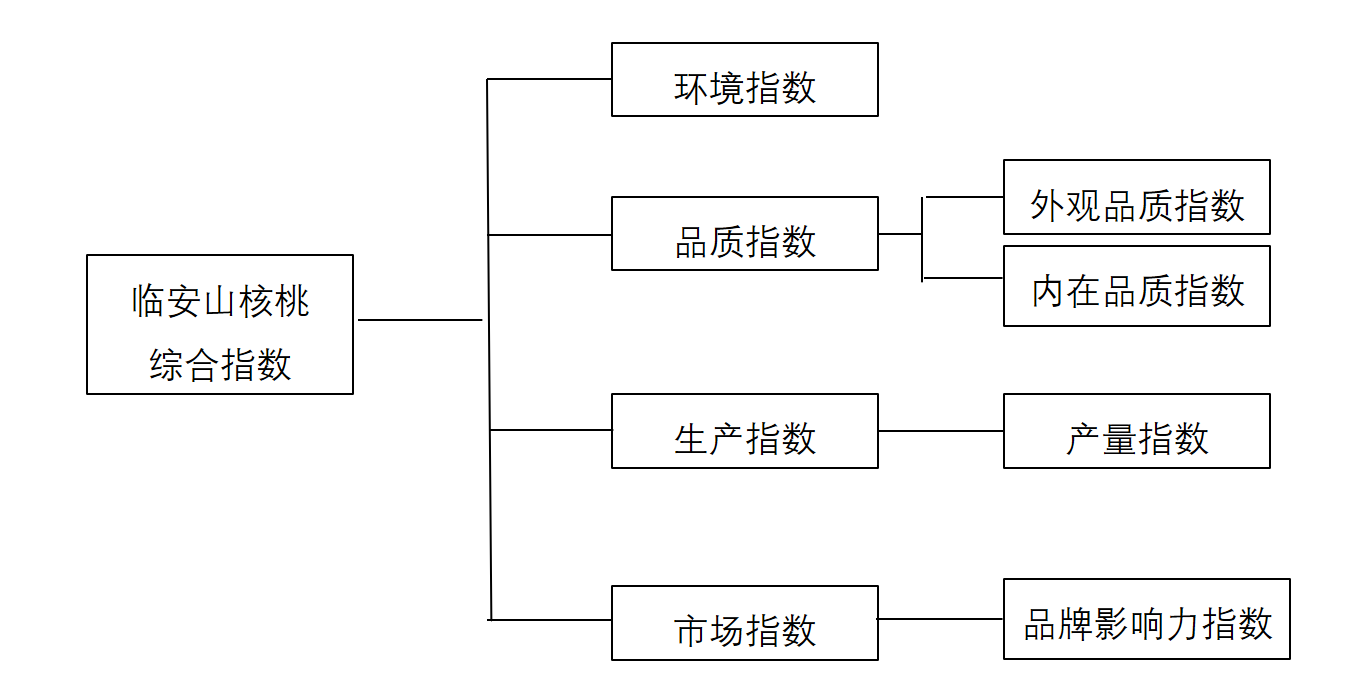 临安山核桃
综合指数
环境指数
品质指数
外观品质指数
内在品质指数
生产指数
产量指数
市场指数
品牌影响力指数